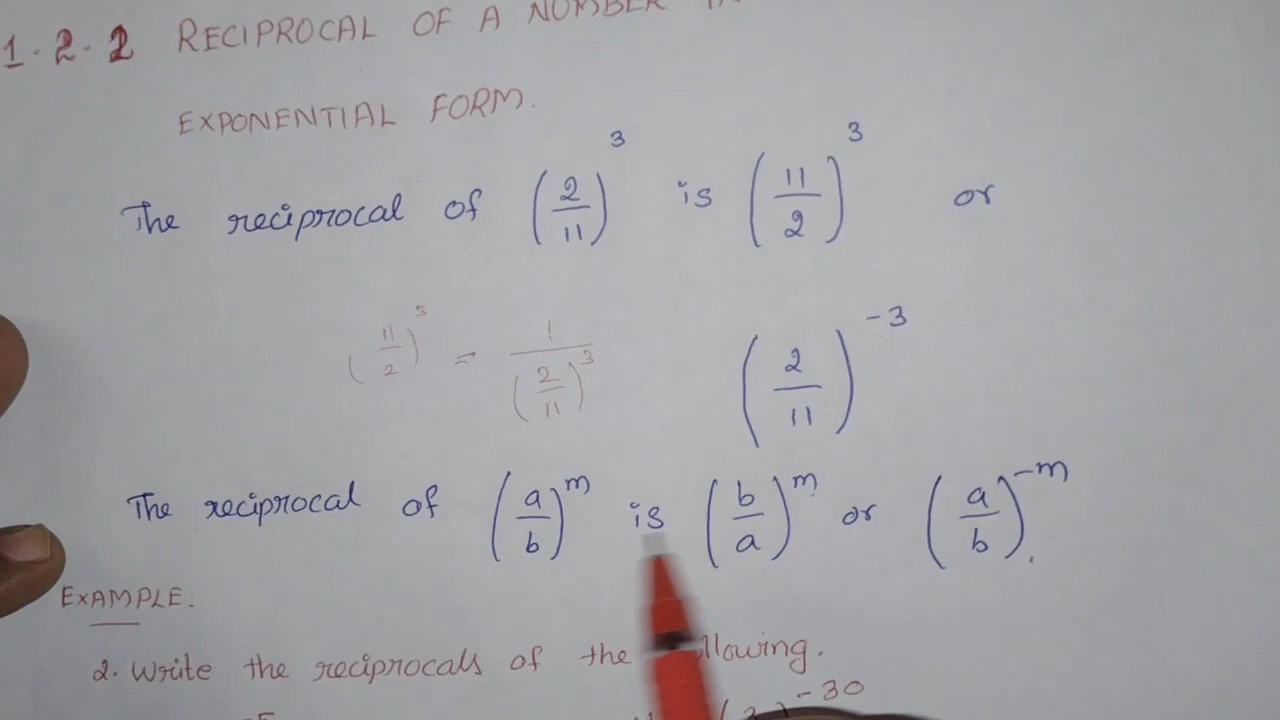 1.2.2 RECIPROCAL OF A NUMBER IN
EXPONENTIAL FORM.
The reciprocal of (2/11)^3 is (11/2)^3 or
(11/2)^3 = 1/(2/11)^3 (2/11)^-3
The reciprocal of (a/b)^m is (b/a)^m or (a/b)^-m.
EXAMPLE:
2. Write the reciprocals of the following.
-30